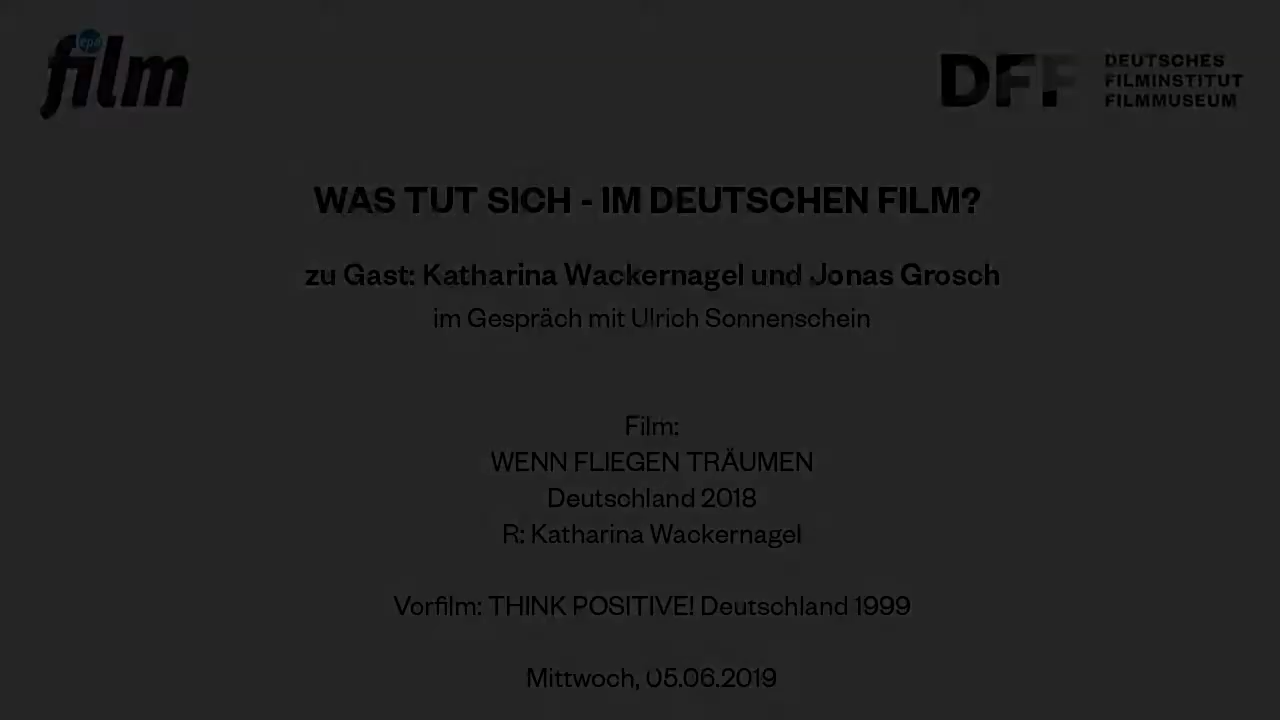 epd
film
DFF
DEUTSCHES
FILMINSTITUT
FILMMUSEUM
WAS TUT SICH - IM DEUTSCHEN FILM?
zu Gast: Katharina Wackernagel und Jonas Grosch
im Gespräch mit Ulrich Sonnenschein
Film:
WENN FLIEGEN TRÄUMEN
Deutschland 2018
R: Katharina Wackernagel
Vorfilm: THINK POSITIVE! Deutschland 1999
Mittwoch, 05.06.2019